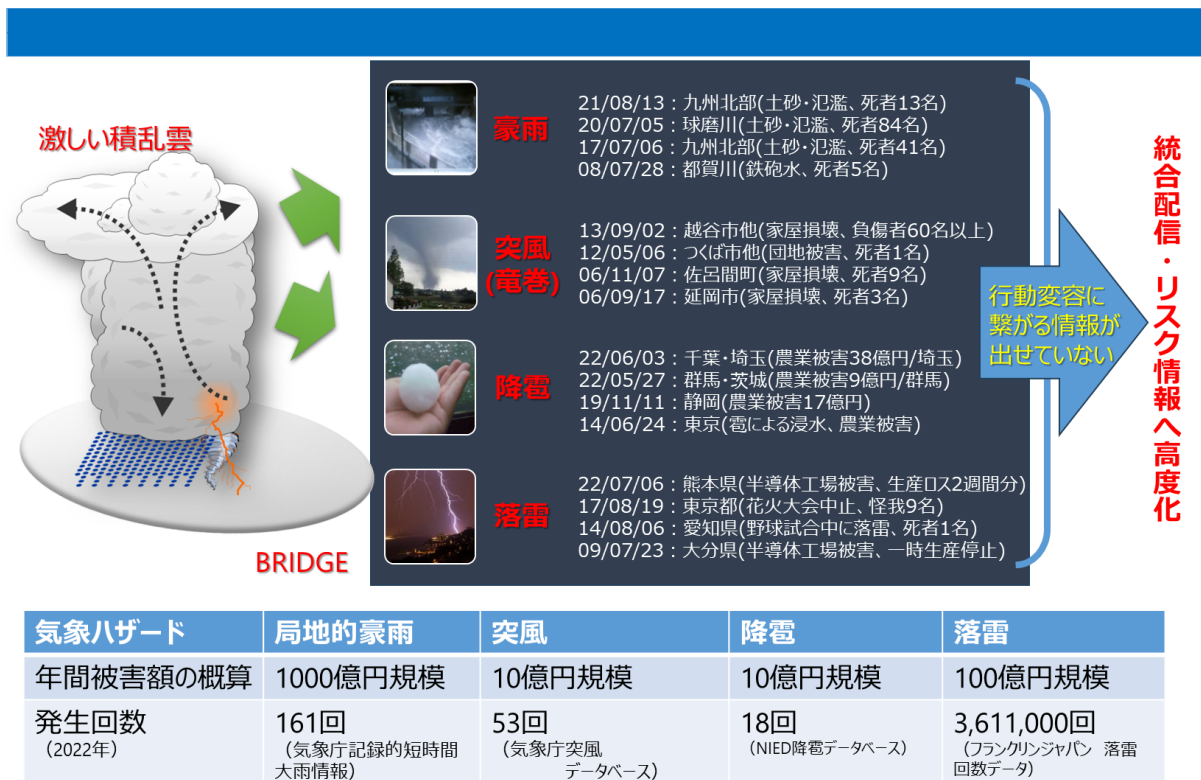 激しい積乱雲
BRIDGE
豪雨
21/08/13：九州北部(土砂・氾濫、死者13名)
20/07/05：球磨川(土砂・氾濫、死者84名)
17/07/06：九州北部(土砂・氾濫、死者41名)
08/07/28：都賀川(鉄砲水、死者5名)
突風
(竜巻)
13/09/02：越谷市他(家屋損壊、負傷者60名以上)
12/05/06：つくば市他(団地被害、死者1名)
06/11/07：佐呂間町(家屋損壊、死者9名)
06/09/17：延岡市(家屋損壊、死者3名)
降雹
22/06/03：千葉・埼玉(農業被害38億円/埼玉)
22/05/27：群馬・茨城(農業被害9億円/群馬)
19/11/11：静岡(農業被害17億円)
14/06/24：東京(雹による浸水、農業被害)
落雷
22/07/06：熊本県(半導体工場被害、生産ロス2週間分)
17/08/19：東京都(花火大会中止、怪我9名)
14/08/06：愛知県(野球試合中に落雷、死者1名)
09/07/23：大分県(半導体工場被害、一時生産停止)
行動変容に
繋がる情報が
出せていない
統合配信・リスク情報へ高度化
気象ハザード 局地的豪雨 突風 降雹 落雷
年間被害額の概算 1000億円規模 10億円規模 10億円規模 100億円規模
発生回数 161回 53回 18回 3,611,000回
（2022年） （気象庁記録的短時間 （気象庁突風 （NIED降雹データベース） （フランクリンジャパン 落雷
大雨情報） データベース） 回数データ）